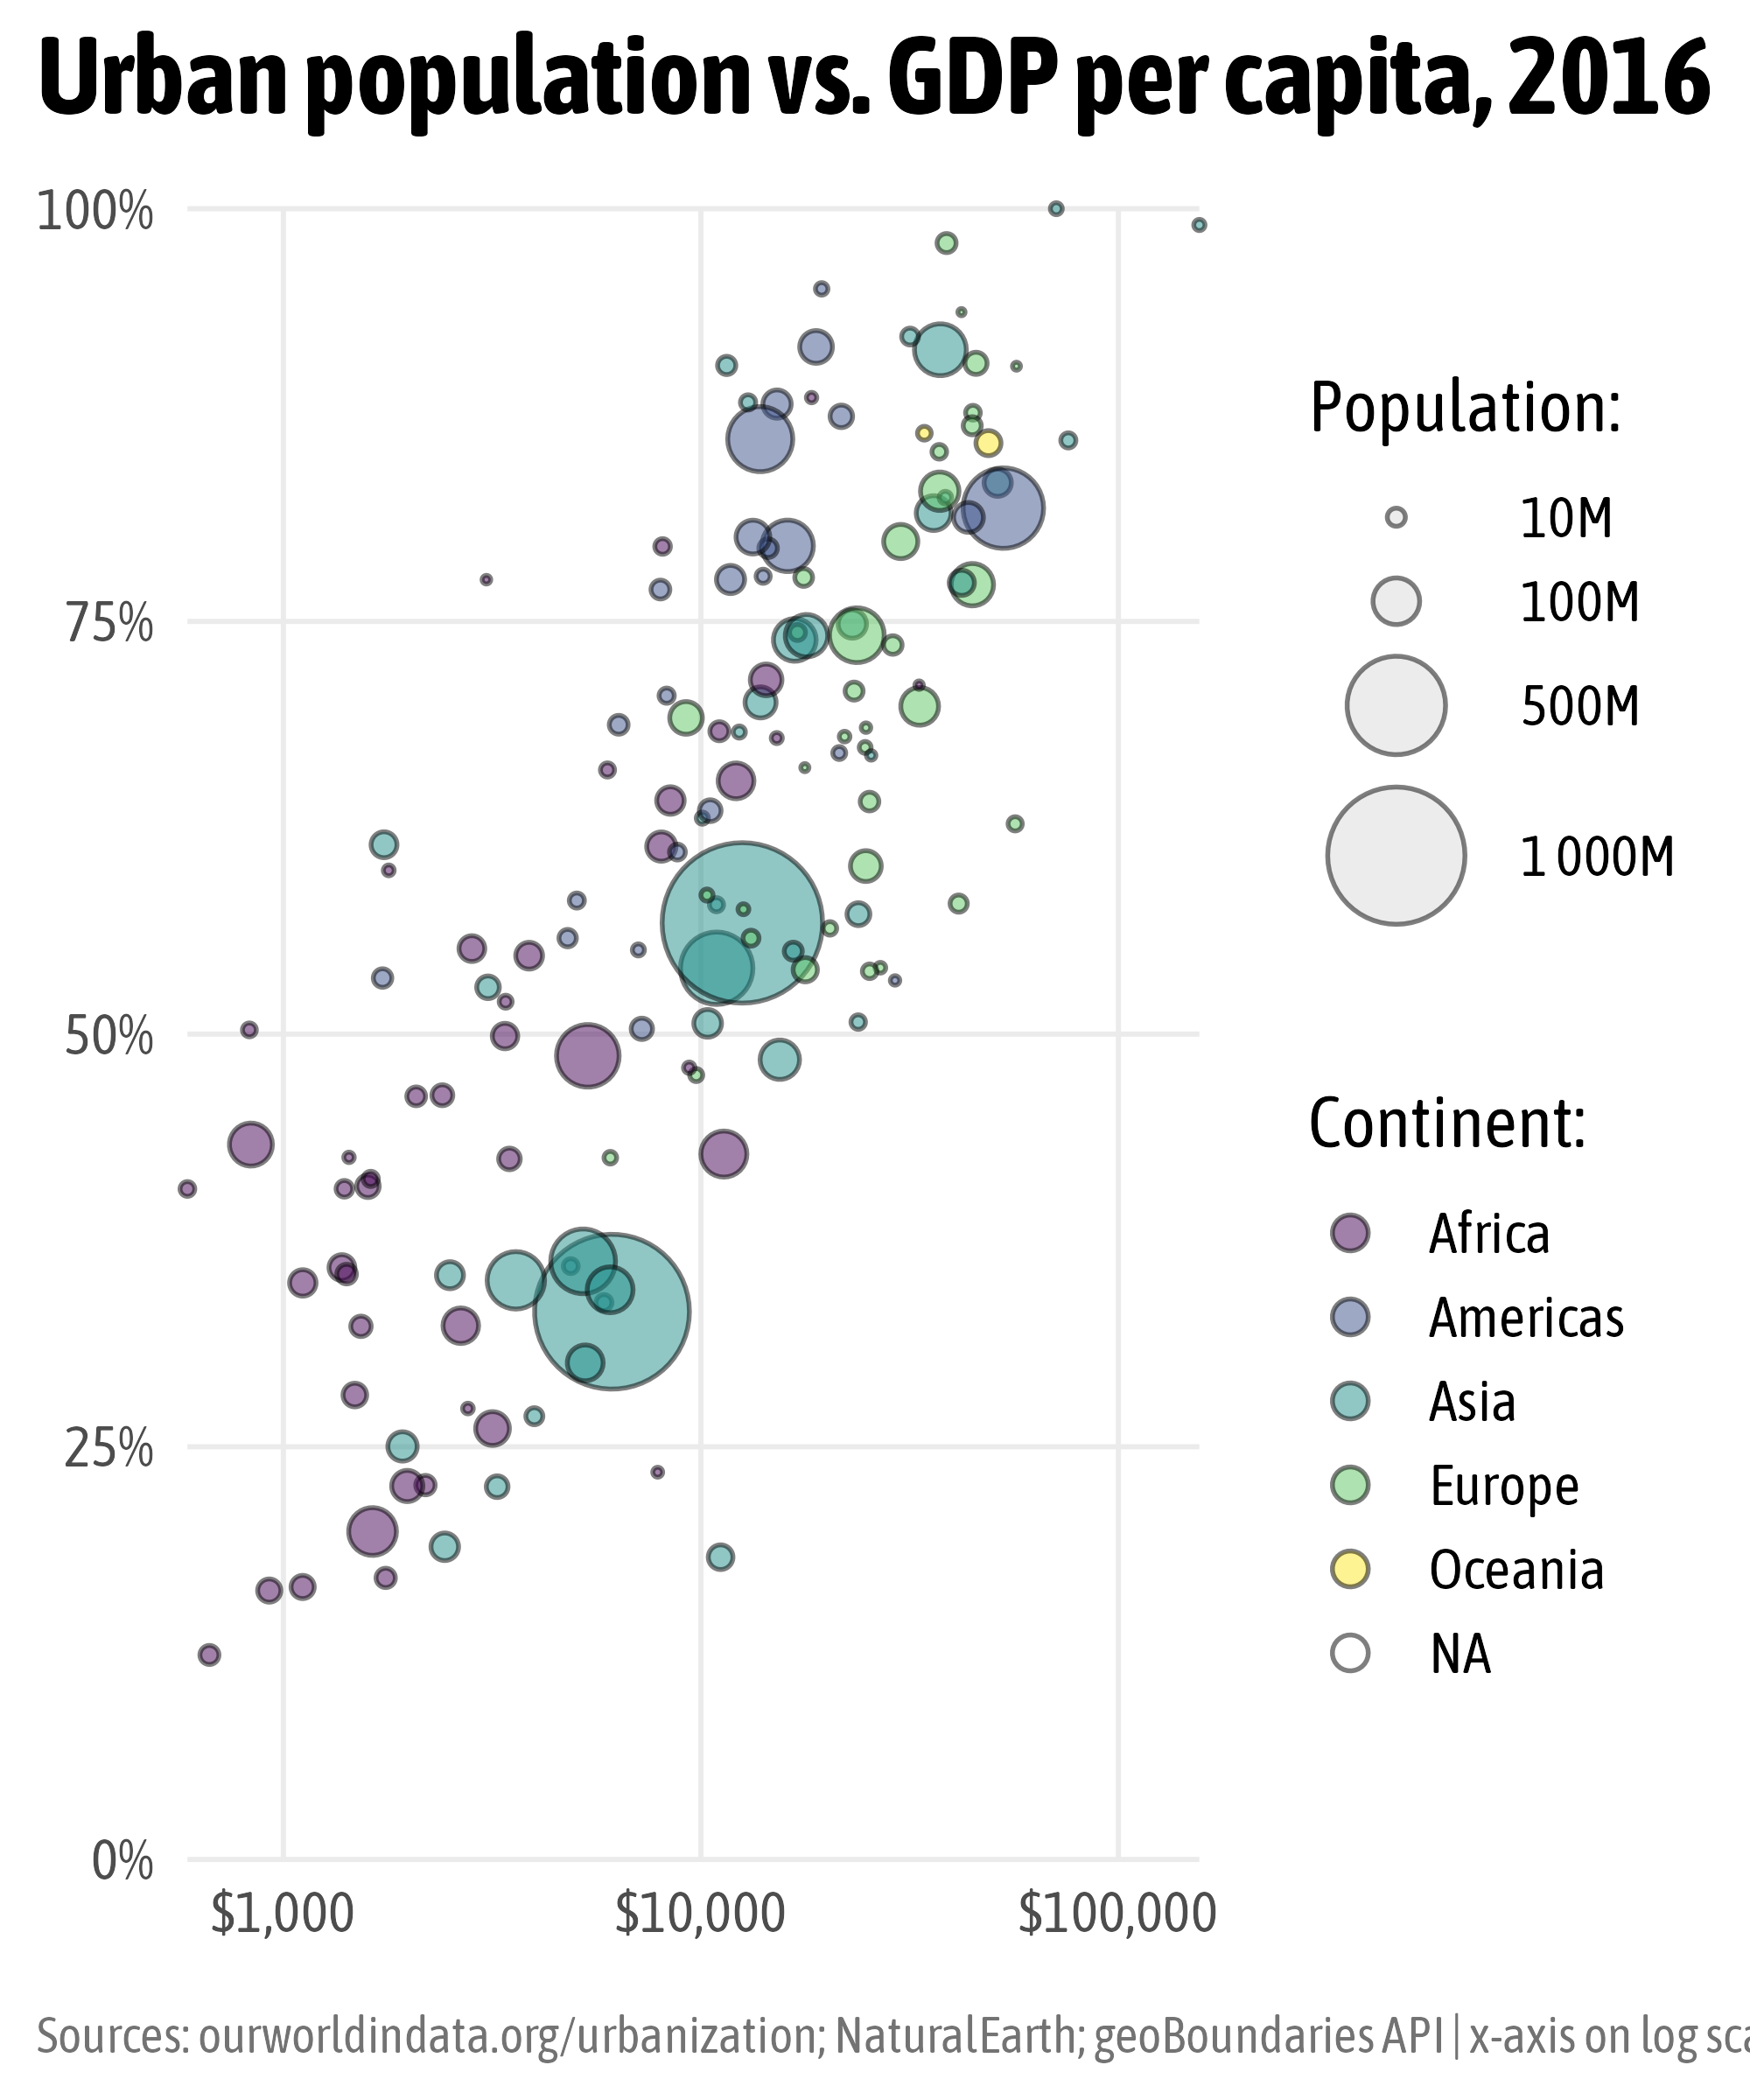 Urban population vs. GDP per capita, 2016
100%
75%
50%
25%
0%
$1,000 $10,000 $100,000
Population:
10M
100M
500M
1 000M
Continent:
Africa
Americas
Asia
Europe
Oceania
NA
Sources: ourworldindata.org/urbanization; NaturalEarth; geoBoundaries API | x-axis on log